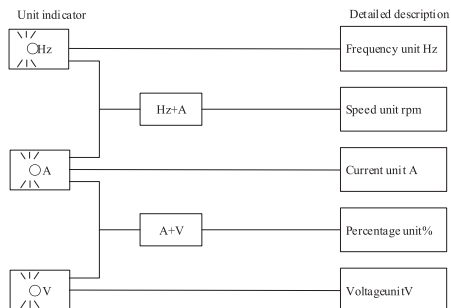 Unit indicator
Detailed description
Hz
Frequency unit Hz
Hz+A
Speed unit rpm
A
Current unit A
A+V
Percentage unit%
V
VoltageunitV